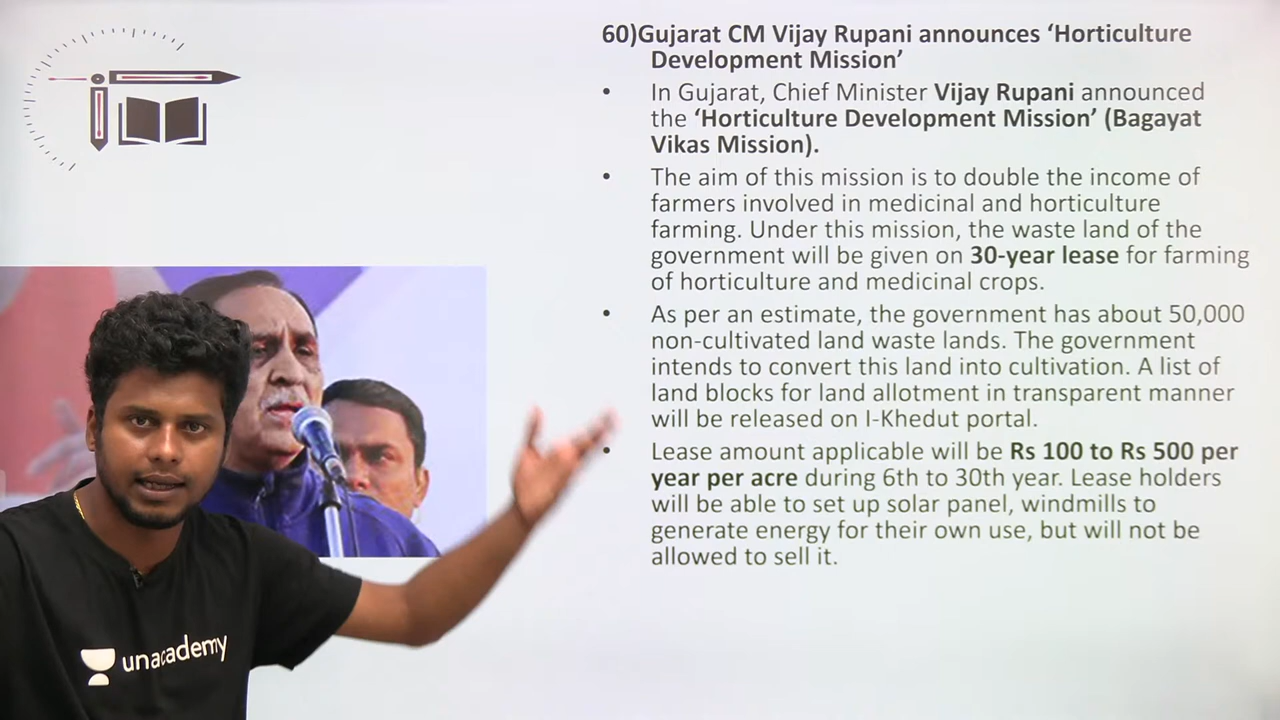 60)Gujarat CM Vijay Rupani announces ‘Horticulture
Development Mission’
• In Gujarat, Chief Minister Vijay Rupani announced
the ‘Horticulture Development Mission’ (Bagayat
Vikas Mission).
• The aim of this mission is to double the income of
farmers involved in medicinal and horticulture
farming. Under this mission, the waste land of the
government will be given on 30-year lease for farming
of horticulture and medicinal crops.
• As per an estimate, the government has about 50,000
non-cultivated land waste lands. The government
intends to convert this land into cultivation. A list of
land blocks for land allotment in transparent manner
will be released on I-Khedut portal.
• Lease amount applicable will be Rs 100 to Rs 500 per
year per acre during 6th to 30th year. Lease holders
will be able to set up solar panel, windmills to
generate energy for their own use, but will not be
allowed to sell it.
unacademy